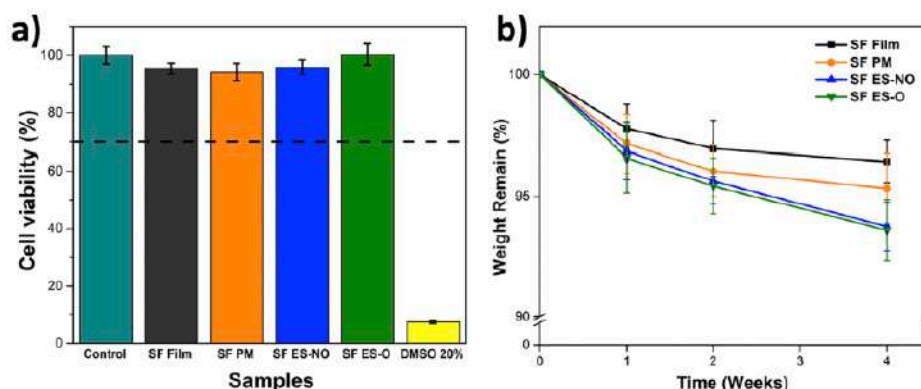 a)
Cell viability (%)
100
80
60
40
20
0
Control SF Film SF PM SF ES-NO SF ES-O DMSO 20%
Samples
b)
Weight Remain (%)
100
95
90
0
SF Film
SF PM
SF ES-NO
SF ES-O
0 1 2 3 4
Time (Weeks)